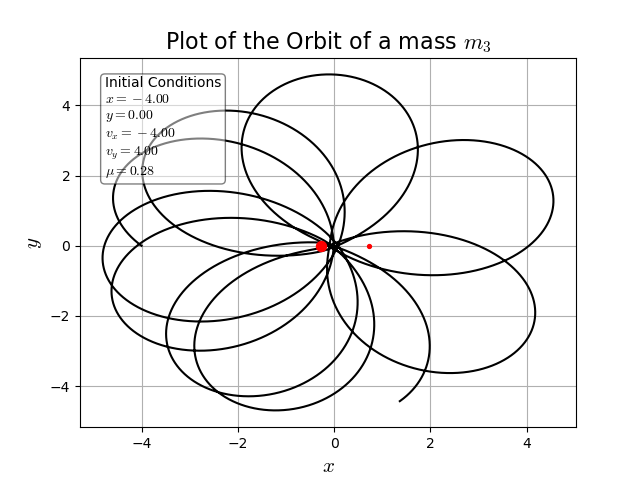 Plot of the Orbit of a mass m₃
Initial Conditions
x = −4.00
y = 0.00
vₓ = −4.00
v_y = 4.00
μ = 0.28
4
2
0
−2
−4
y
−4
−2
0
2
4
x